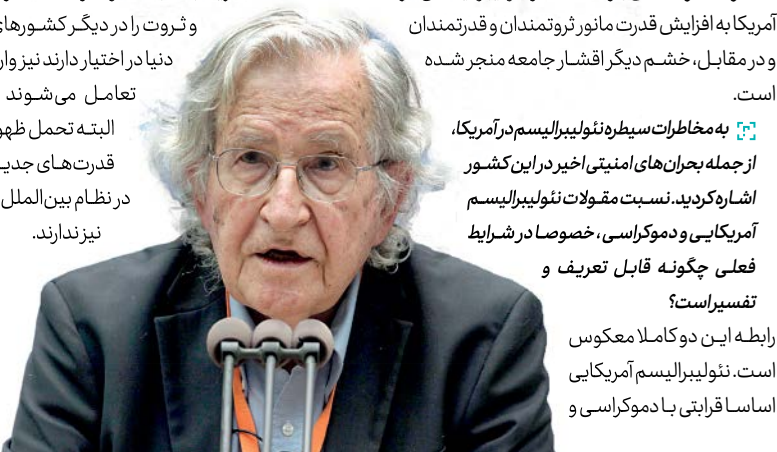 آمریکا به افزایش قدرت مانور ثروتمندان و قدرتمندان
و در مقابل، خشم دیگر اقشار جامعه منجر شده
است.
به مخاطرات سیطره نئولیبرالیسم در آمریکا،
از جمله بحران‌های امنیتی اخیر در این کشور
اشاره کردید. نسبت مقولات نئولیبرالیسم
آمریکایی و دموکراسی، خصوصا در شرایط
فعلی چگونه قابل تعریف و
تفسیر است؟
رابطه این دو کاملا معکوس
است. نئولیبرالیسم آمریکایی
اساسا قرابتی با دموکراسی و
و ثروت را در دیگر کشورهای
دنیا در اختیار دارند نیز وار
تعامل می‌شوند
البته تحمل ظهو
قدرت‌های جدی
در نظام بین‌الملل
نیز ندارند.